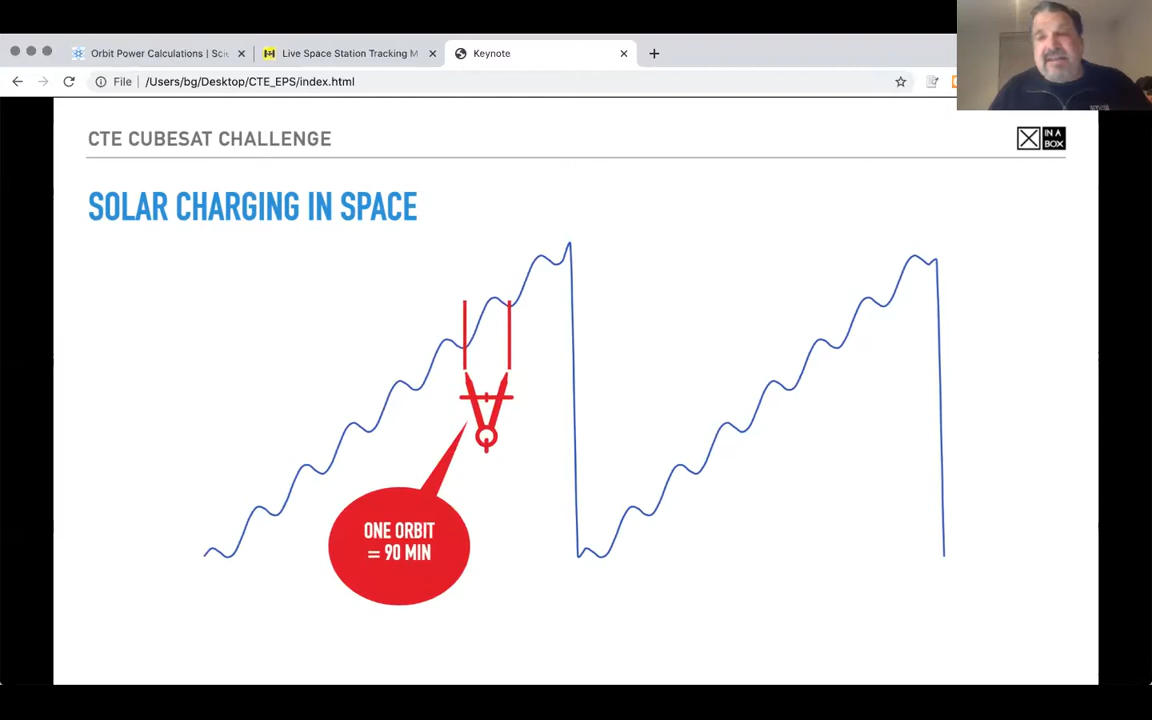 Orbit Power Calculations | Sci
Live Space Station Tracking M
Keynote
File
/Users/bg/Desktop/CTE_EPS/index.html
CTE CUBESAT CHALLENGE
IN A
BOX
SOLAR CHARGING IN SPACE
ONE ORBIT
= 90 MIN